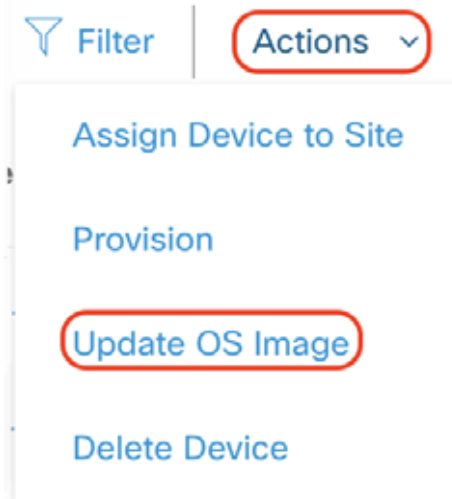 Filter Actions
Assign Device to Site
Provision
Update OS Image
Delete Device